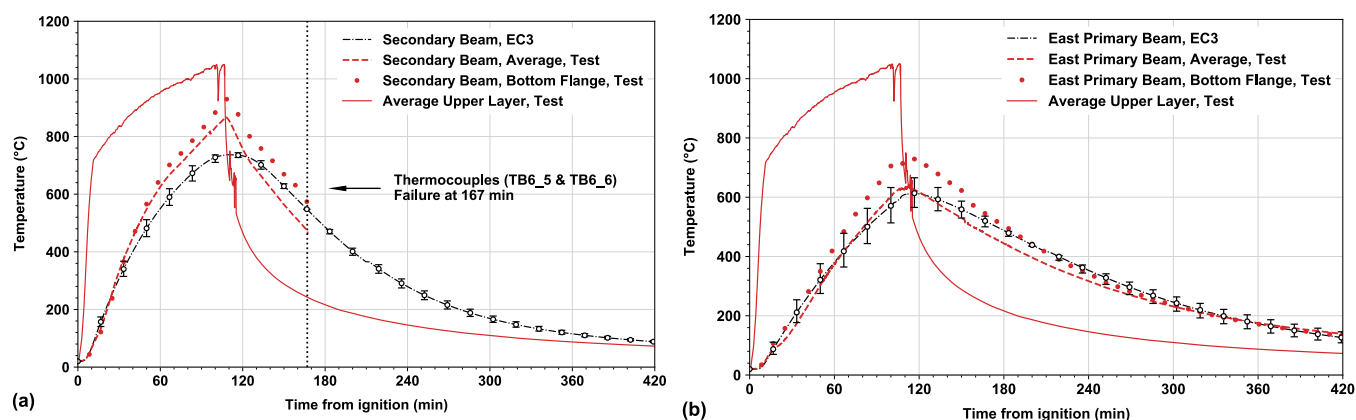 1200
1000
800
600
400
200
0
Temperature (°C)
0
60
120
180
240
300
360
420
Time from ignition (min)
(a)
Secondary Beam, EC3
Secondary Beam, Average, Test
Secondary Beam, Bottom Flange, Test
Average Upper Layer, Test
Thermocouples (TB6_5 & TB6_6)
Failure at 167 min
1200
1000
800
600
400
200
0
Temperature (°C)
0
60
120
180
240
300
360
420
Time from ignition (min)
(b)
East Primary Beam, EC3
East Primary Beam, Average, Test
East Primary Beam, Bottom Flange, Test
Average Upper Layer, Test